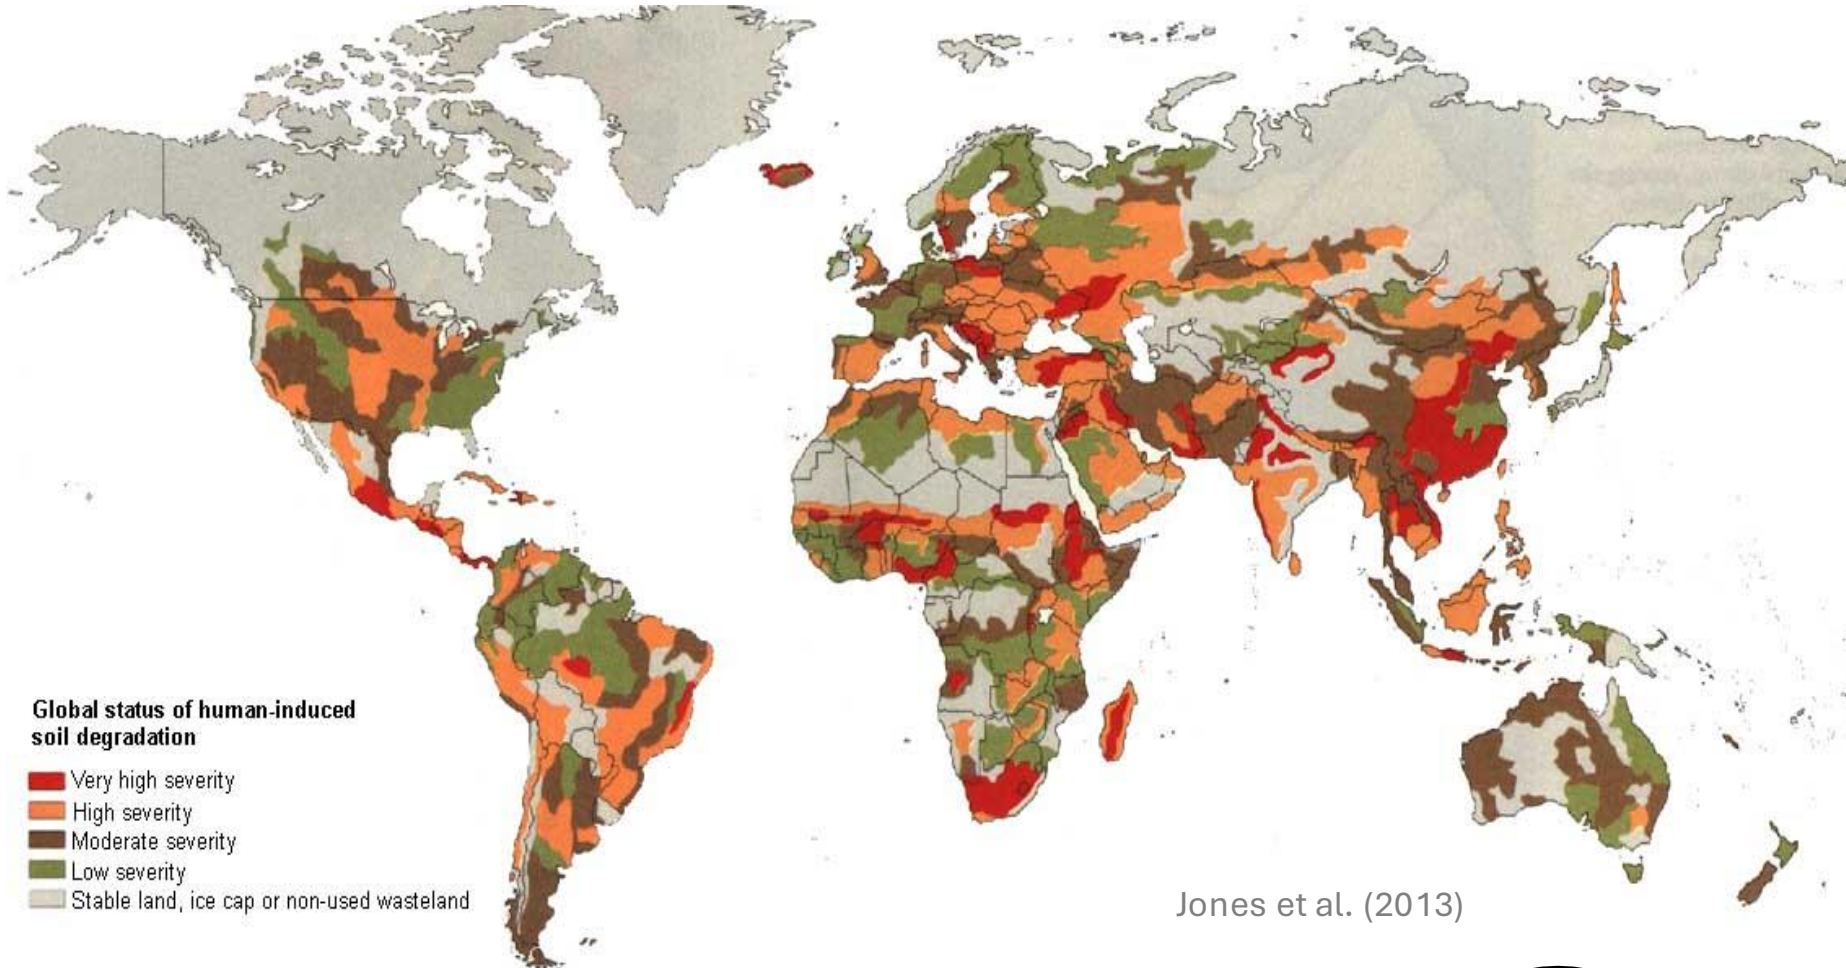 Global status of human-induced
soil degradation
Very high severity
High severity
Moderate severity
Low severity
Stable land, ice cap or non-used wasteland
Jones et al. (2013)